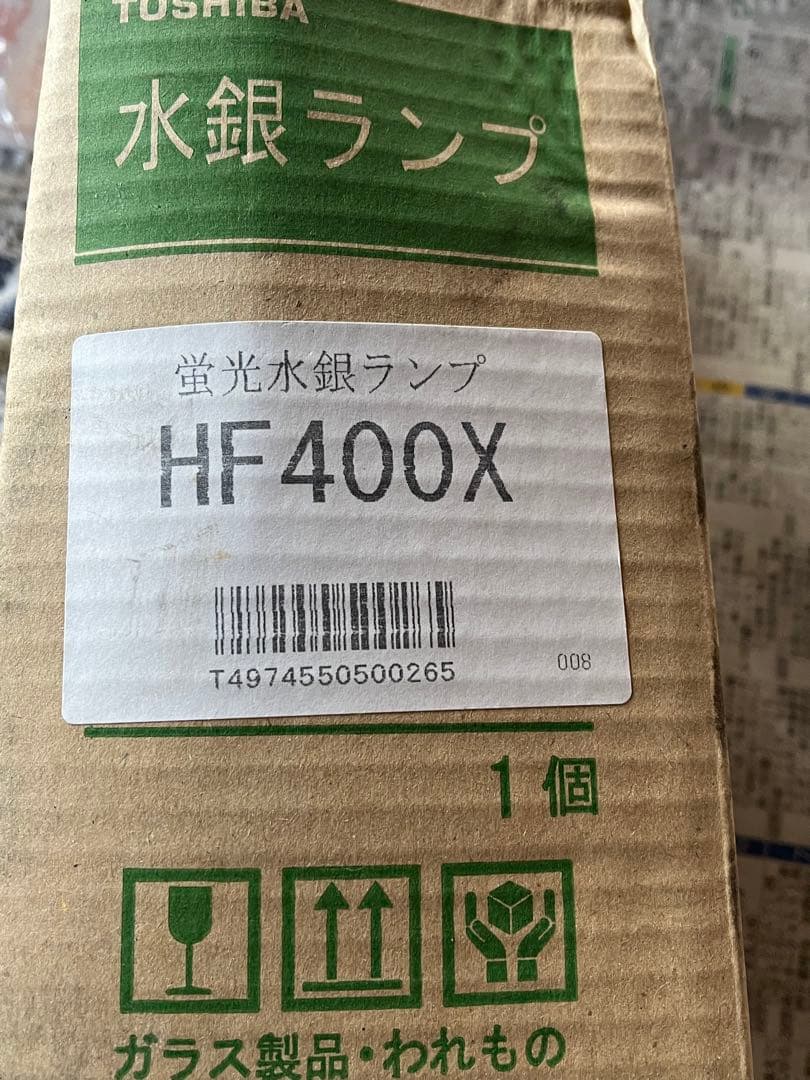 TOSHIBA
水銀ランプ
蛍光水銀ランプ
HF400X
T4974550500265
008
1個
ガラス製品・われもの